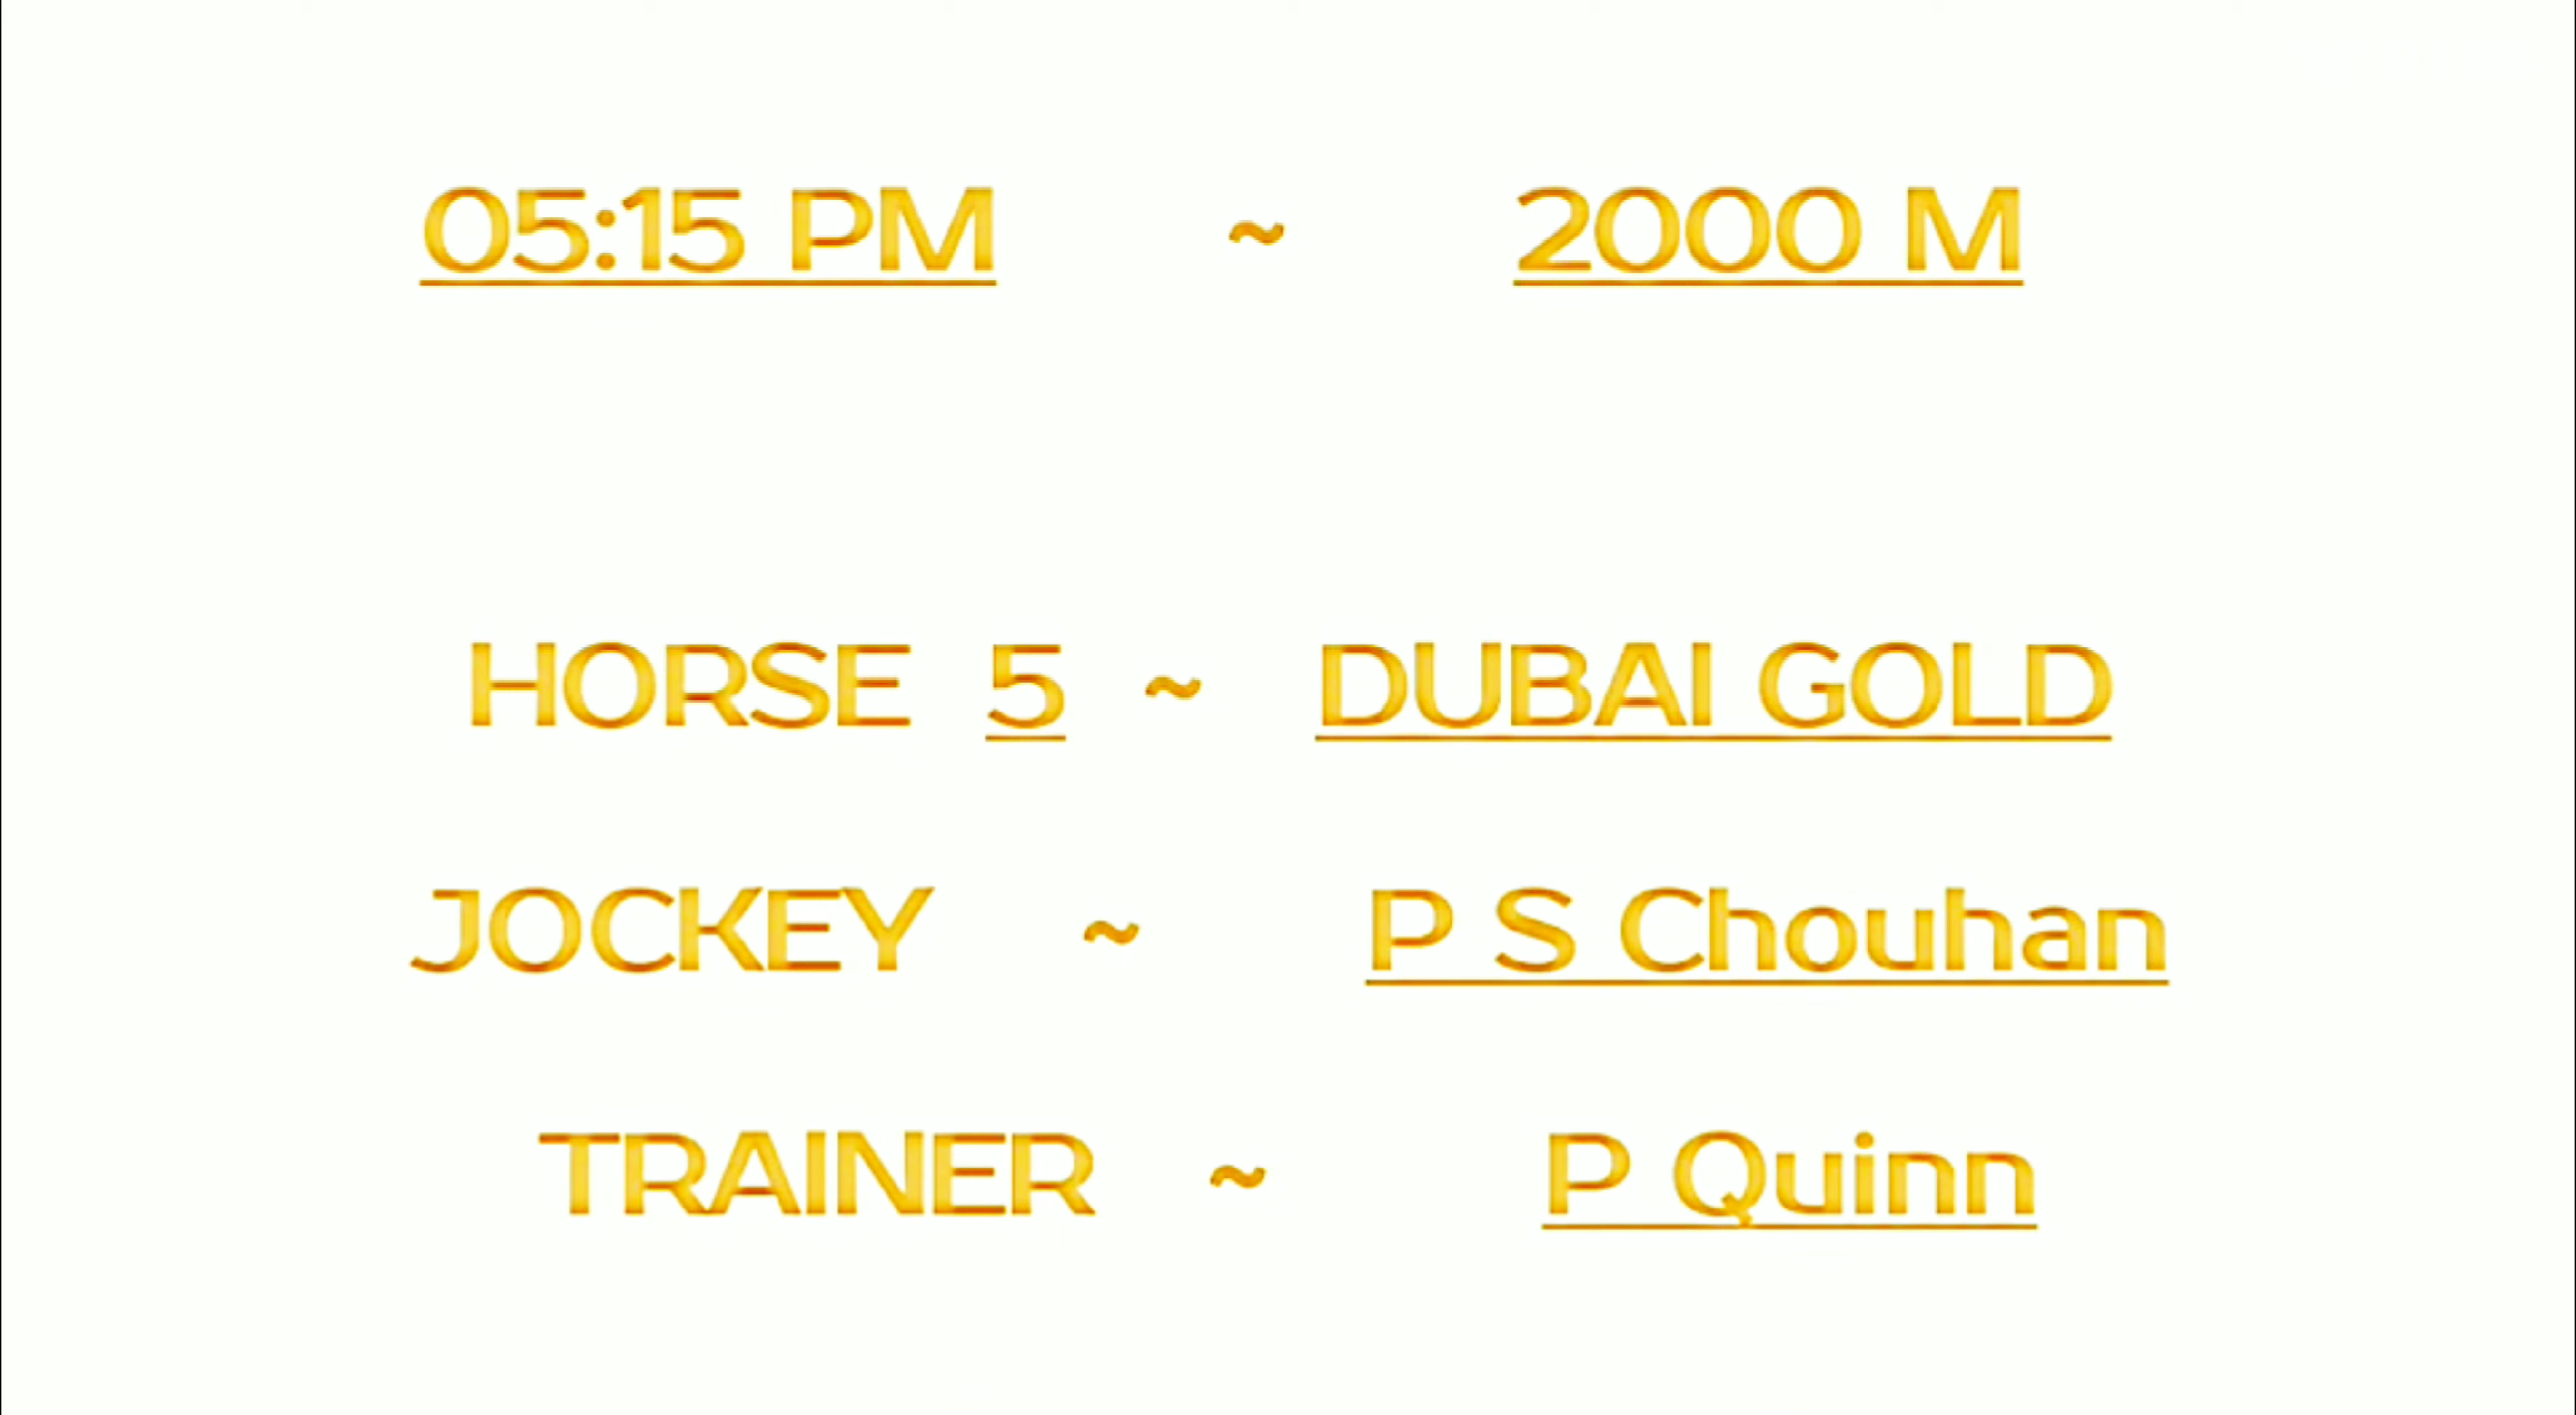 05:15 PM ~ 2000 M
HORSE 5 ~ DUBAI GOLD
JOCKEY ~ P S Chouhan
TRAINER ~ P Quinn